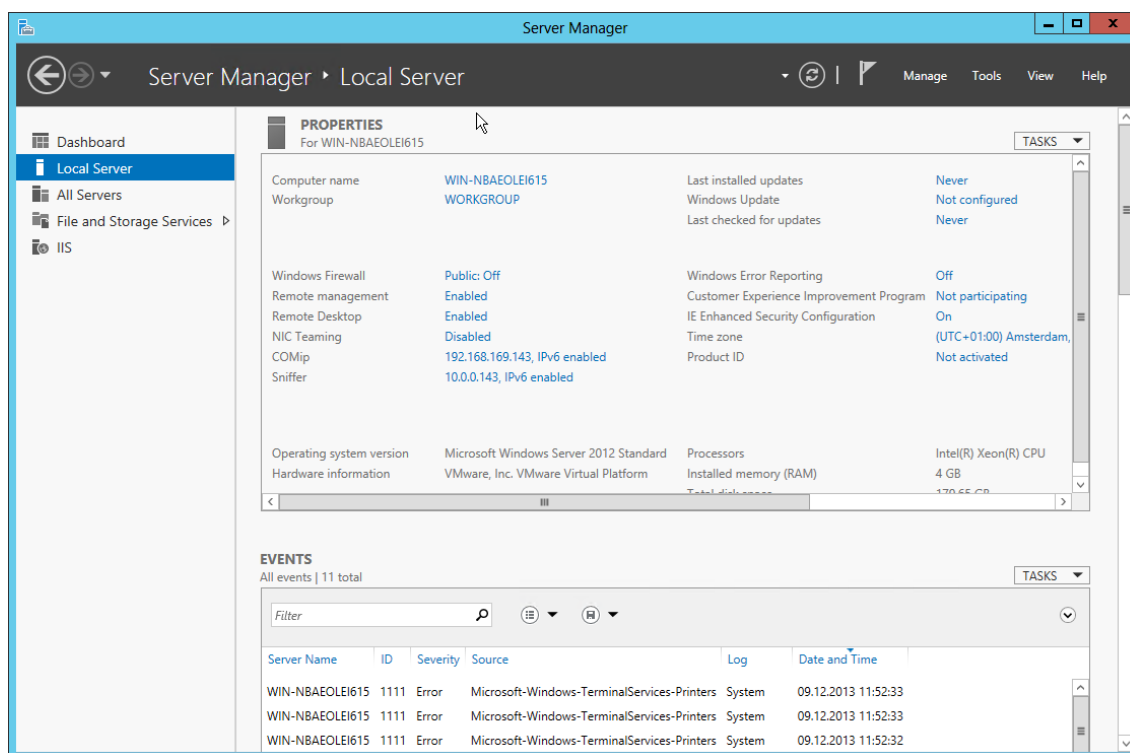 Server Manager
Server Manager • Local Server
Manage Tools View Help
Dashboard
Local Server
All Servers
File and Storage Services
IIS
PROPERTIES
For WIN-NBAEOLEI615
TASKS
Computer name WIN-NBAEOLEI615 Last installed updates Never
Workgroup WORKGROUP Windows Update Not configured
Last checked for updates Never
Windows Firewall Public: Off Windows Error Reporting Off
Remote management Enabled Customer Experience Improvement Program Not participating
Remote Desktop Enabled IE Enhanced Security Configuration On
NIC Teaming Disabled Time zone (UTC+01:00) Amsterdam,
COMip 192.168.169.143, IPv6 enabled Product ID Not activated
Sniffer 10.0.0.143, IPv6 enabled
Operating system version Microsoft Windows Server 2012 Standard Processors Intel(R) Xeon(R) CPU
Hardware information VMware, Inc. VMware Virtual Platform Installed memory (RAM) 4 GB
Total disk space 179.65 GB
EVENTS
All events | 11 total
TASKS
Filter
Server Name ID Severity Source Log Date and Time
WIN-NBAEOLEI615 1111 Error Microsoft-Windows-TerminalServices-Printers System 09.12.2013 11:52:33
WIN-NBAEOLEI615 1111 Error Microsoft-Windows-TerminalServices-Printers System 09.12.2013 11:52:33
WIN-NBAEOLEI615 1111 Error Microsoft-Windows-TerminalServices-Printers System 09.12.2013 11:52:32